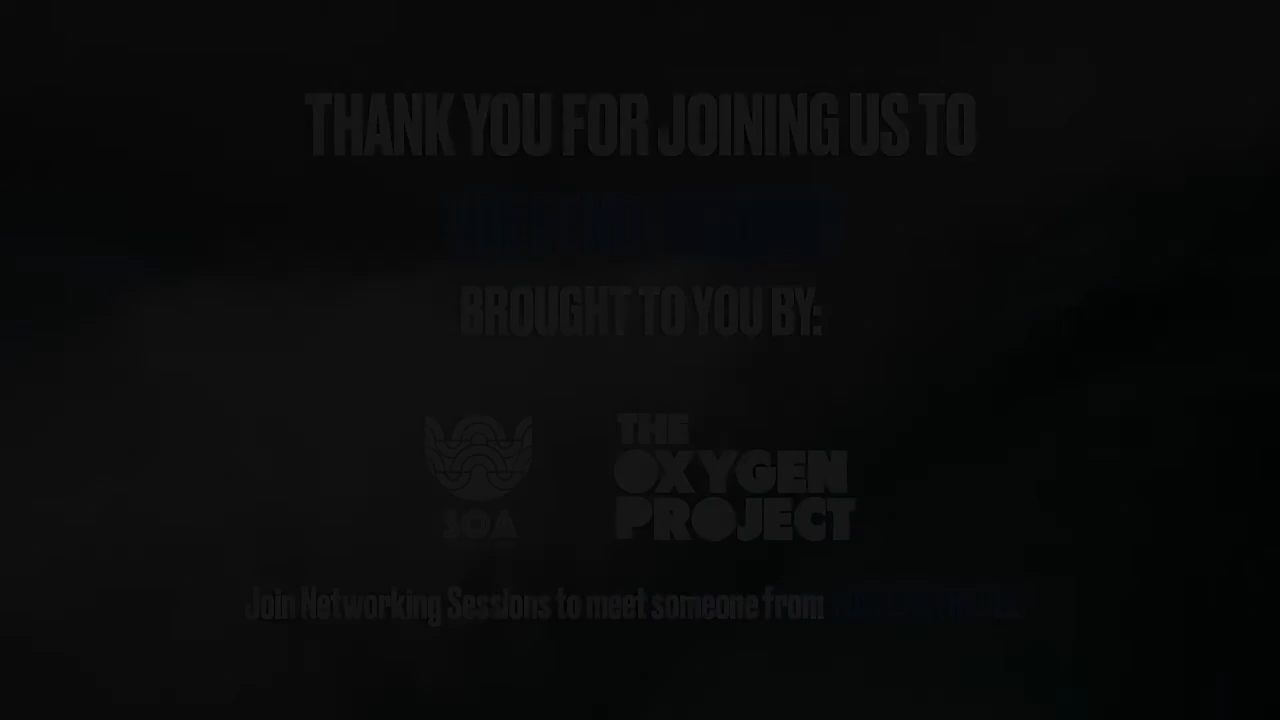 THANK YOU FOR JOINING US TO
BROUGHT TO YOU BY:
SOA
THE
OXYGEN
PROJECT
Join Networking Sessions to meet someone from